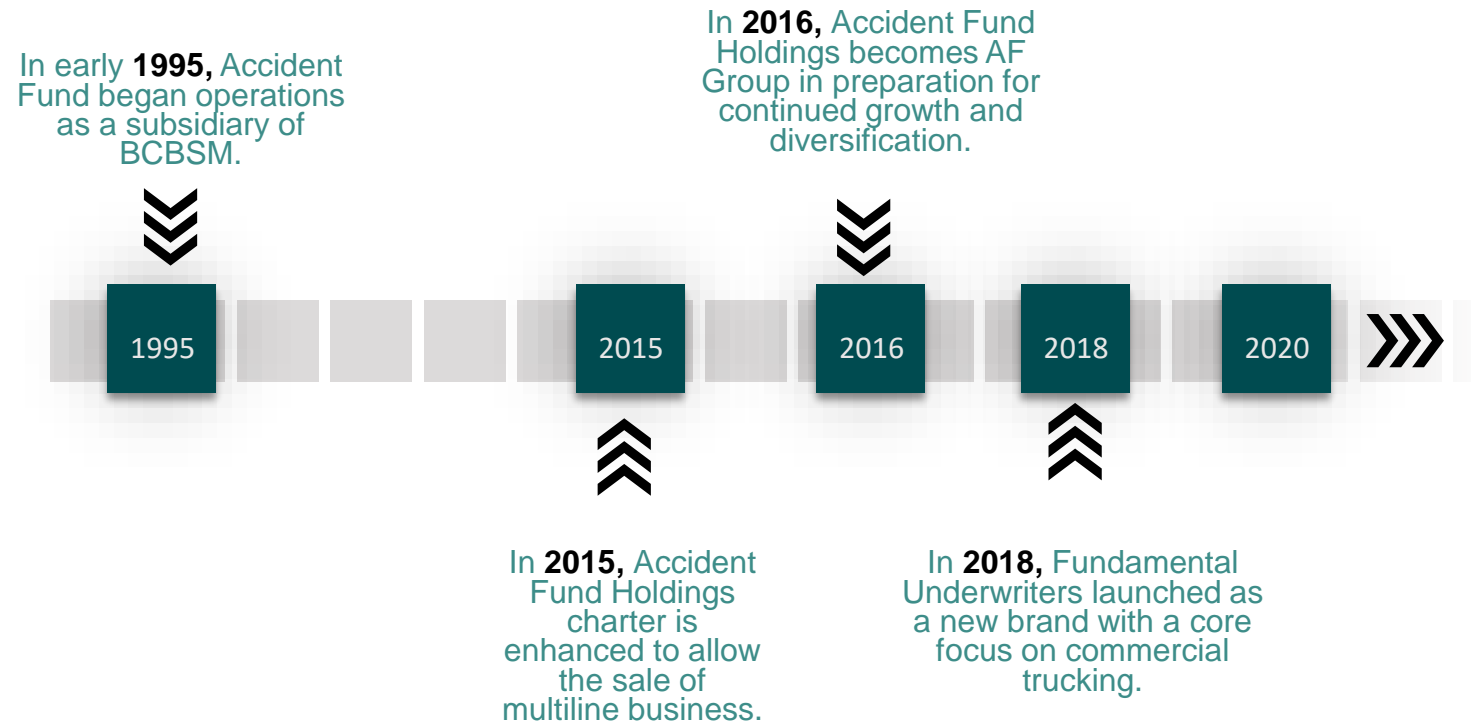 In early 1995, Accident
Fund began operations
as a subsidiary of
BCBSM.
In 2016, Accident Fund
Holdings becomes AF
Group in preparation for
continued growth and
diversification.
1995
2015
2016
2018
2020
In 2015, Accident
Fund Holdings
charter is
enhanced to allow
the sale of
multiline business.
In 2018, Fundamental
Underwriters launched as
a new brand with a core
focus on commercial
trucking.